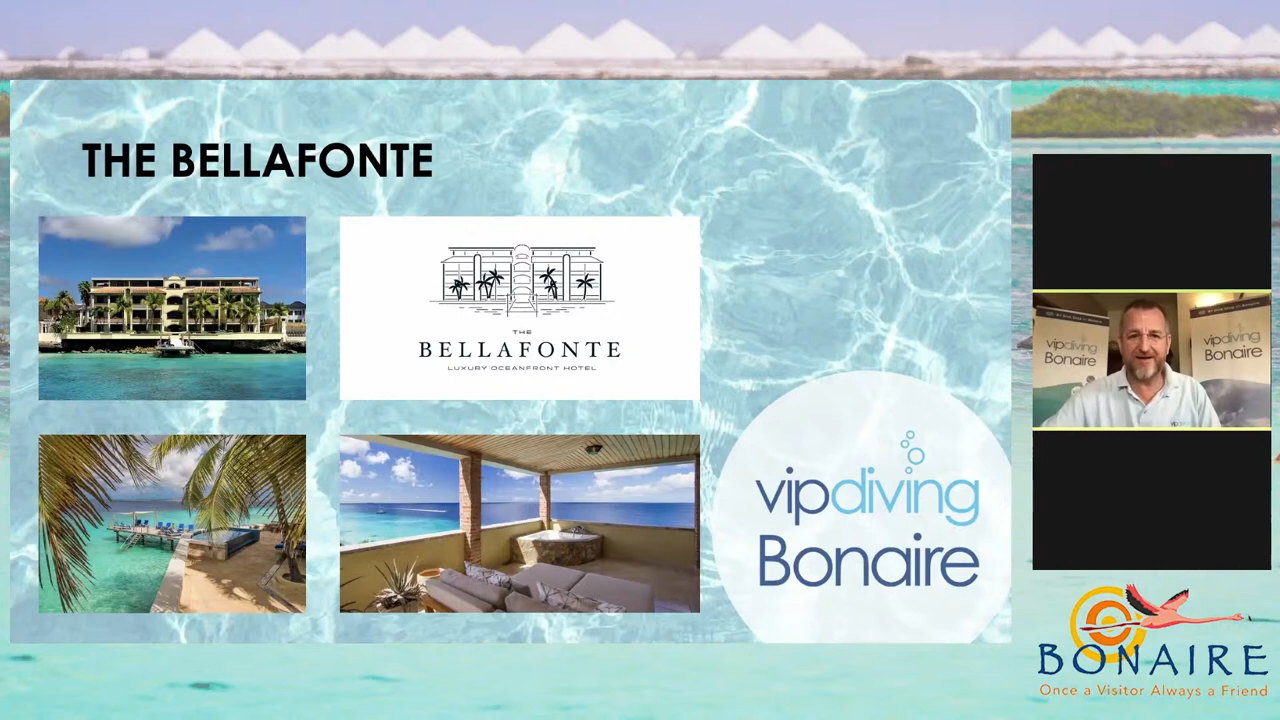 THE BELLAFONTE
THE
BELLAFONTE
LUXURY OCEANFRONT HOTEL
vipdiving
Bonaire
vipdiving
Bonaire
vipdiving
Bonaire
BONAIRE
Once a Visitor Always a Friend